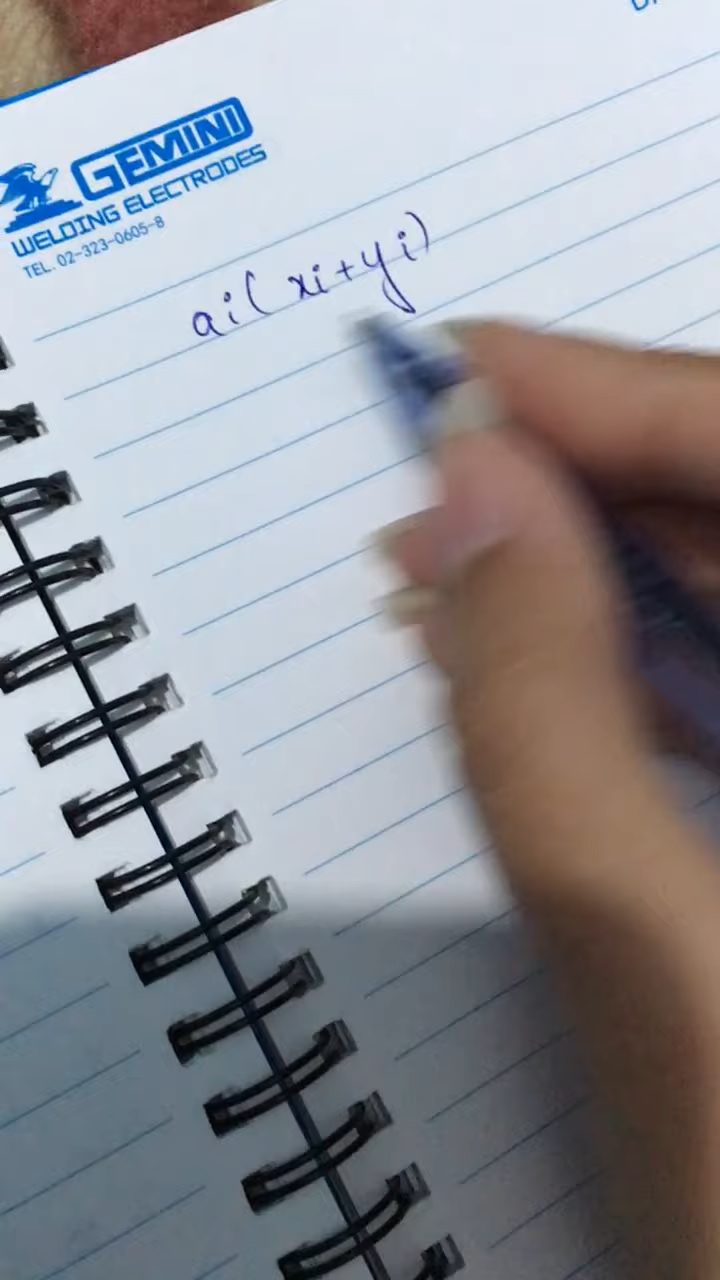 GEMINI
WELDING ELECTRODES
TEL. 02-323-0605-8
ai( xi+yi)